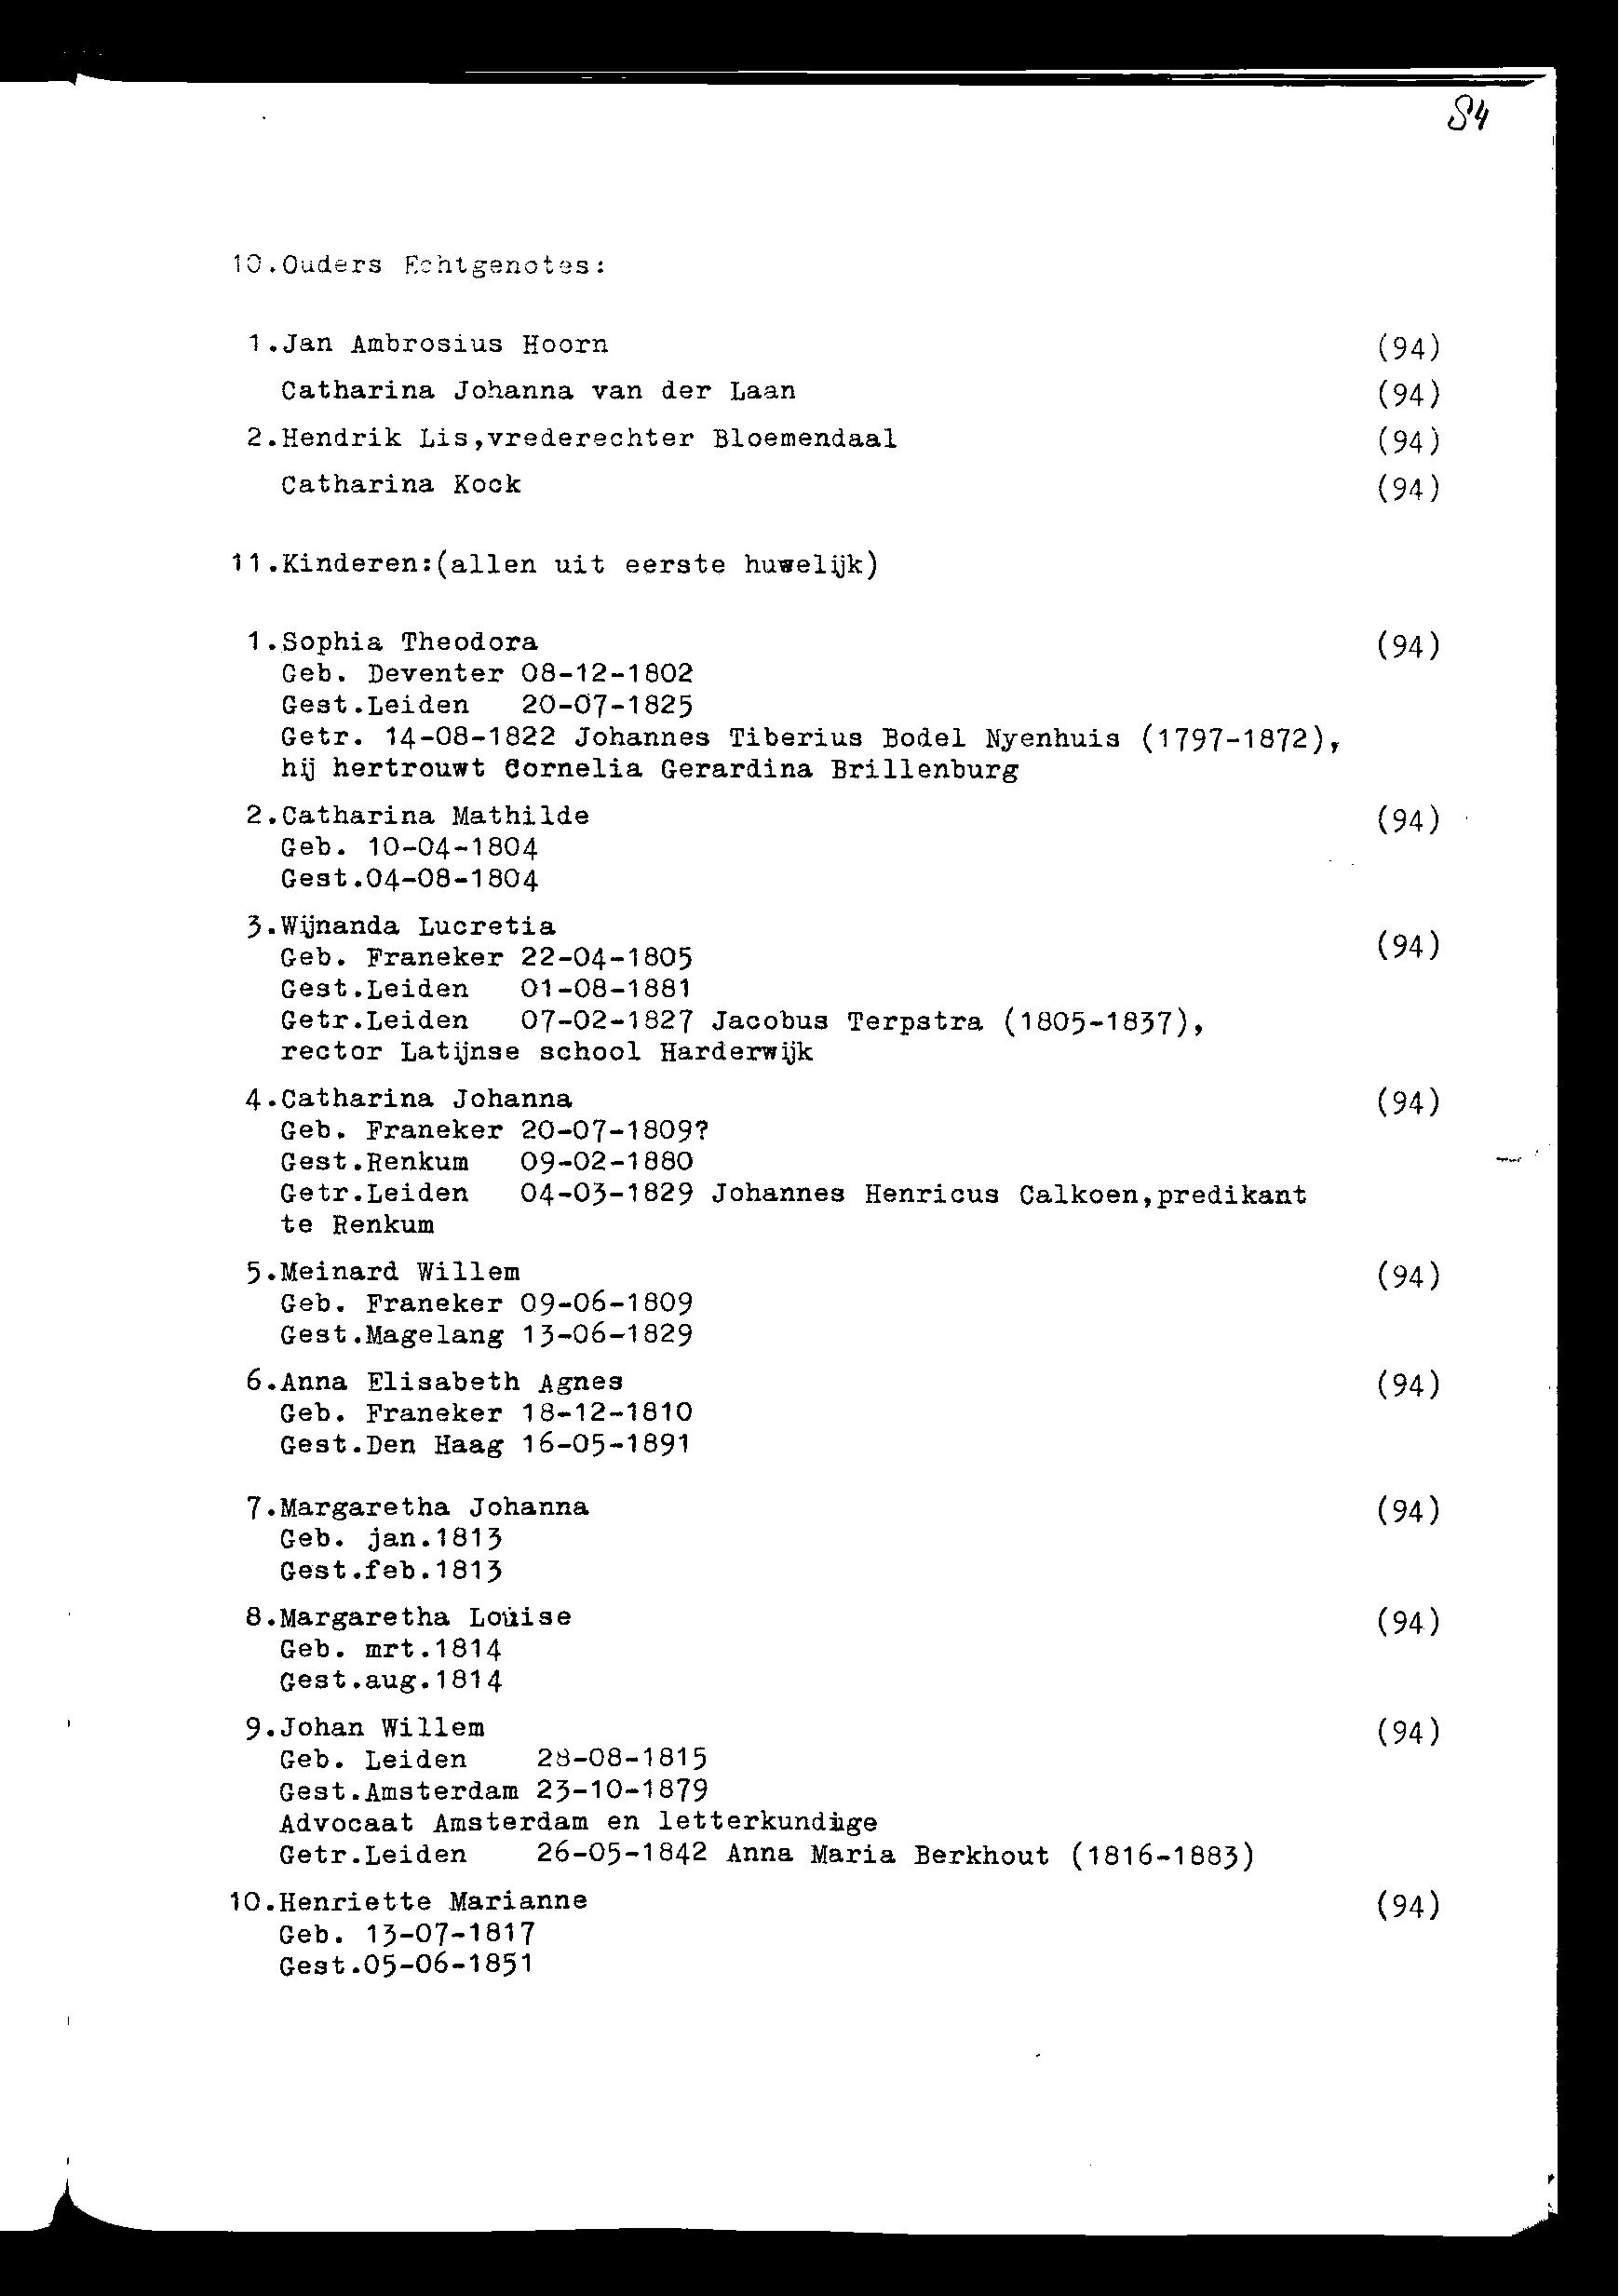 84
10.Ouders Echtgenotes:
1.Jan Ambrosius Hoorn (94)
Catharina Johanna van der Laan (94)
2.Hendrik Lis,vrederechter Bloemendaal (94)
Catharina Kock (94)
11.Kinderen:(allen uit eerste huwelijk)
1.Sophia Theodora (94)
Geb. Deventer 08-12-1802
Gest.Leiden 20-07-1825
Getr. 14-08-1822 Johannes Tiberius Bodel Nyenhuis (1797-1872),
hij hertrouwt Cornelia Gerardina Brillenburg
2.Catharina Mathilde (94)
Geb. 10-04-1804
Gest.04-08-1804
3.Wijnanda Lucretia (94)
Geb. Franeker 22-04-1805
Gest.Leiden 01-08-1881
Getr.Leiden 07-02-1827 Jacobus Terpstra (1805-1837),
rector Latijnse school Harderwijk
4.Catharina Johanna (94)
Geb. Franeker 20-07-1809?
Gest.Renkum 09-02-1880
Getr.Leiden 04-03-1829 Johannes Henricus Calkoen,predikant
te Renkum
5.Meinard Willem (94)
Geb. Franeker 09-06-1809
Gest.Magelang 13-06-1829
6.Anna Elisabeth Agnes (94)
Geb. Franeker 18-12-1810
Gest.Den Haag 16-05-1891
7.Margaretha Johanna (94)
Geb. jan.1813
Gest.feb.1813
8.Margaretha Louise (94)
Geb. mrt.1814
Gest.aug.1814
9.Johan Willem (94)
Geb. Leiden 28-08-1815
Gest.Amsterdam 23-10-1879
Advocaat Amsterdam en letterkundige
Getr.Leiden 26-05-1842 Anna Maria Berkhout (1816-1883)
10.Henriette Marianne (94)
Geb. 13-07-1817
Gest.05-06-1851